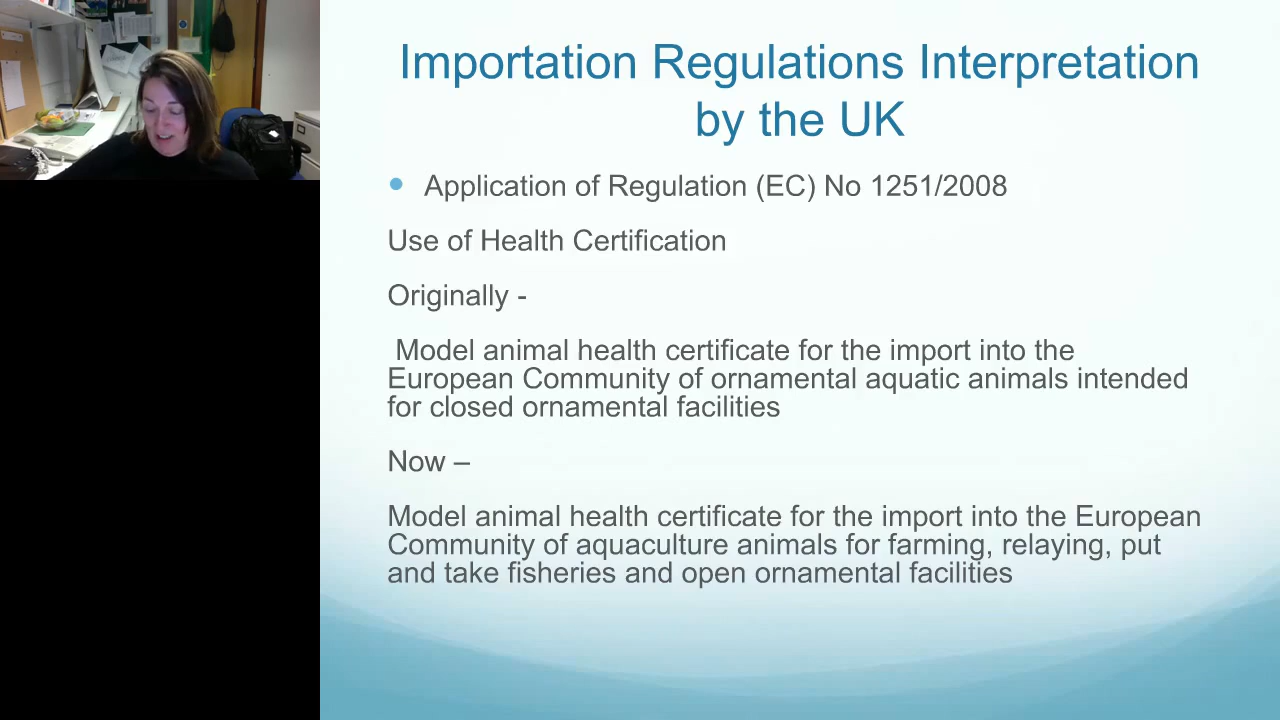 Importation Regulations Interpretation
by the UK
• Application of Regulation (EC) No 1251/2008
Use of Health Certification
Originally -
Model animal health certificate for the import into the
European Community of ornamental aquatic animals intended
for closed ornamental facilities
Now –
Model animal health certificate for the import into the European
Community of aquaculture animals for farming, relaying, put
and take fisheries and open ornamental facilities